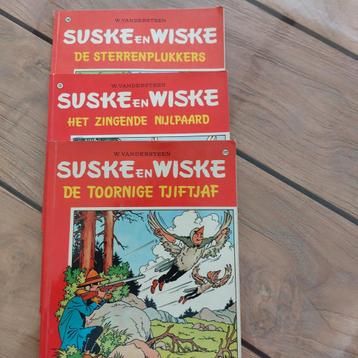 W. VANDERSTEEN
SUSKE EN WISKE
DE STERRENPLUKKERS
W. VANDERSTEEN
SUSKE EN WISKE
HET ZINGENDE NIJLPAARD
W. VANDERSTEEN
SUSKE EN WISKE
DE TOORNIGE TJIFTJAF